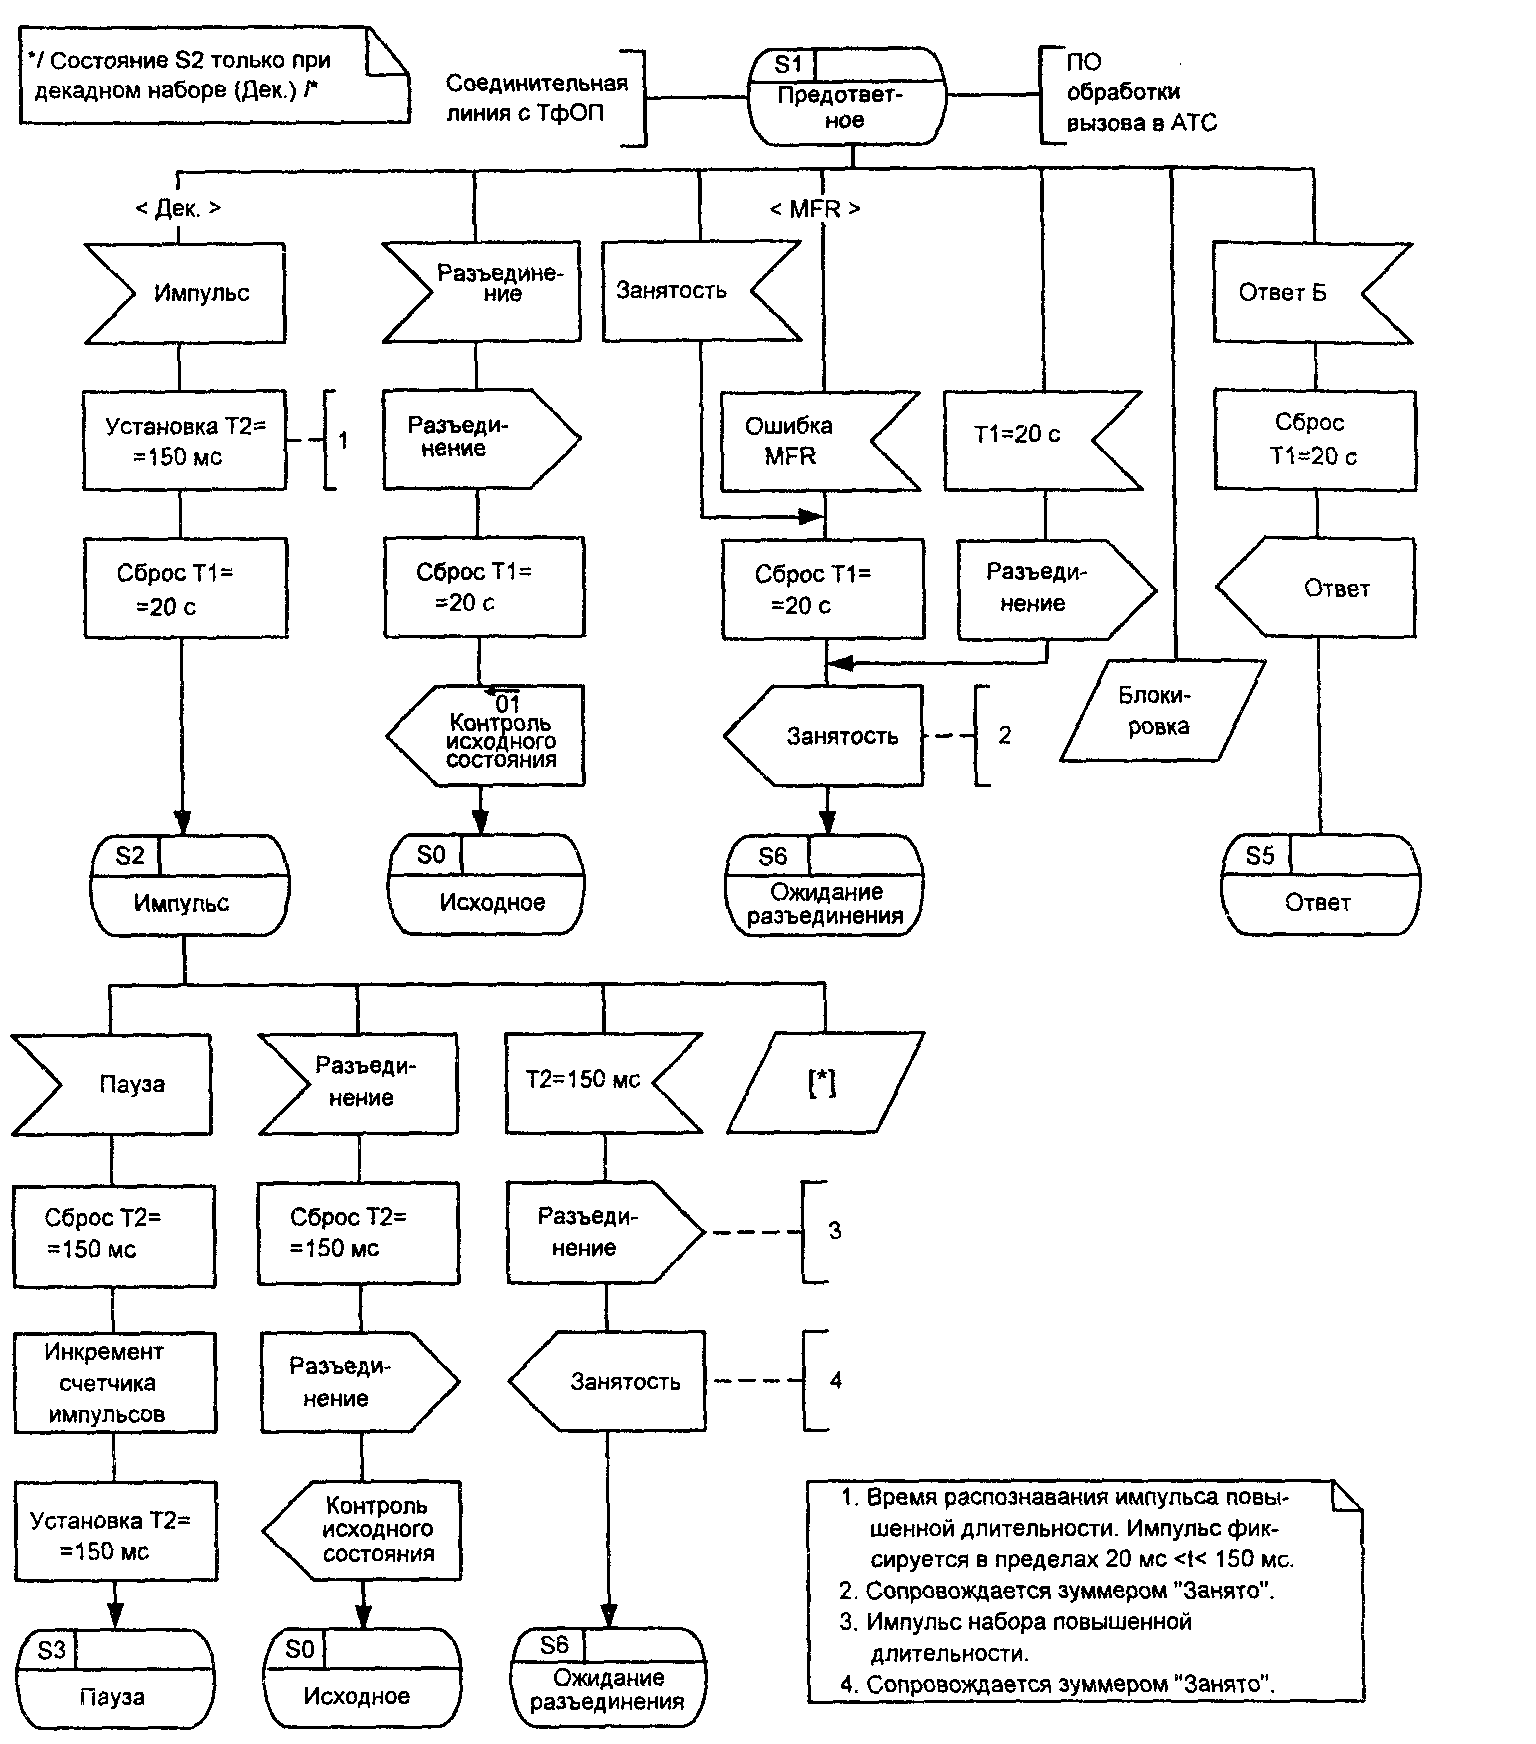 */ Состояние S2 только при
декадном наборе (Дек.) /*
Соединительная
линия с ТфОП
S1
Предответ-
ное
ПО
обработки
вызова в АТС
< Дек. >
< MFR >
Импульс
Разъедине-
ние
Занятость
Ответ Б
Установка Т2=
=150 мс
1
Разъеди-
нение
Ошибка
MFR
Т1=20 с
Сброс
Т1=20 с
Сброс Т1=
=20 с
Сброс Т1=
=20 с
Сброс Т1=
=20 с
Разъеди-
нение
Ответ
01
Контроль
исходного
состояния
Занятость
2
Блоки-
ровка
S2
Импульс
S0
Исходное
S6
Ожидание
разъединения
S5
Ответ
Пауза
Разъеди-
нение
Т2=150 мс
[*]
Сброс Т2=
=150 мс
Сброс Т2=
=150 мс
Разъеди-
нение
3
Инкремент
счетчика
импульсов
Разъеди-
нение
Занятость
4
Установка Т2=
=150 мс
Контроль
исходного
состояния
S3
Пауза
S0
Исходное
S6
Ожидание
разъединения
1. Время распознавания импульса повы-
шенной длительности. Импульс фик-
сируется в пределах 20 мс <t< 150 мс.
2. Сопровождается зуммером "Занято".
3. Импульс набора повышенной
длительности.
4. Сопровождается зуммером "Занято".